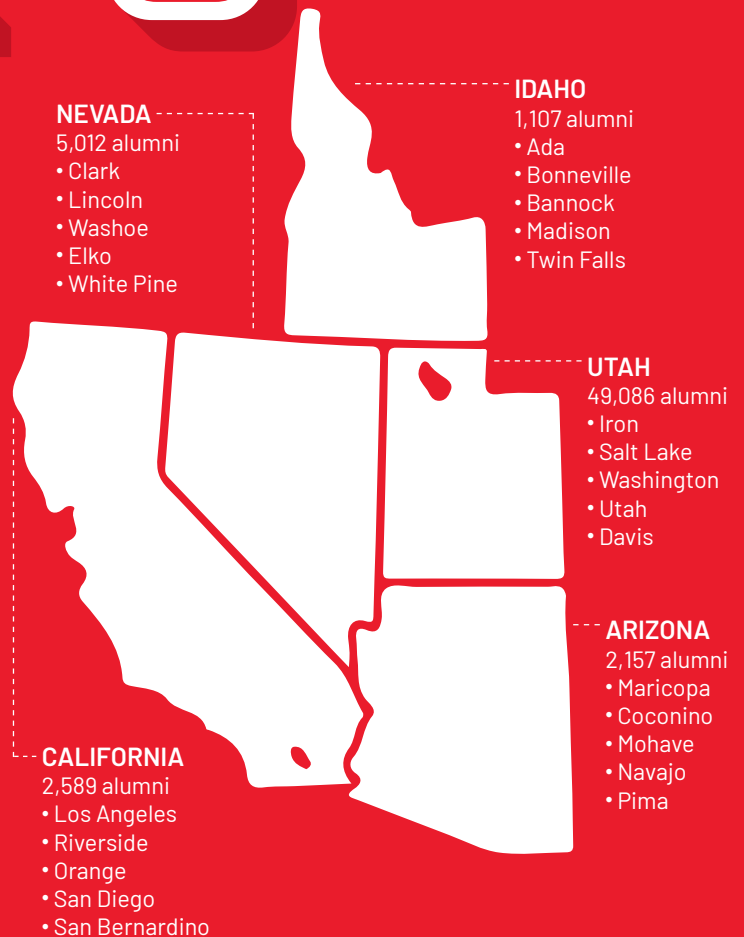 NEVADA
5,012 alumni
• Clark
• Lincoln
• Washoe
• Elko
• White Pine
IDAHO
1,107 alumni
• Ada
• Bonneville
• Bannock
• Madison
• Twin Falls
UTAH
49,086 alumni
• Iron
• Salt Lake
• Washington
• Utah
• Davis
ARIZONA
2,157 alumni
• Maricopa
• Coconino
• Mohave
• Navajo
• Pima
CALIFORNIA
2,589 alumni
• Los Angeles
• Riverside
• Orange
• San Diego
• San Bernardino